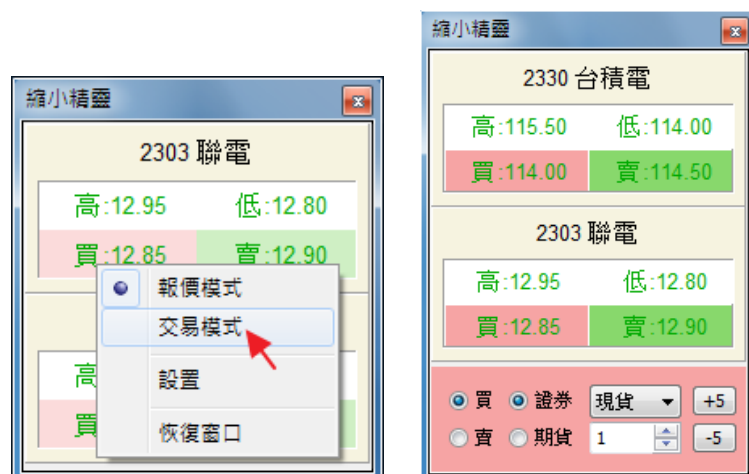 縮小精靈
2303 聯電
高:12.95 低:12.80
買:12.85 賣:12.90
報價模式
交易模式
設置
恢復窗口
高
買
縮小精靈
2330 台積電
高:115.50 低:114.00
買:114.00 賣:114.50
2303 聯電
高:12.95 低:12.80
買:12.85 賣:12.90
買 證券 現貨 +5
賣 期貨 1 -5